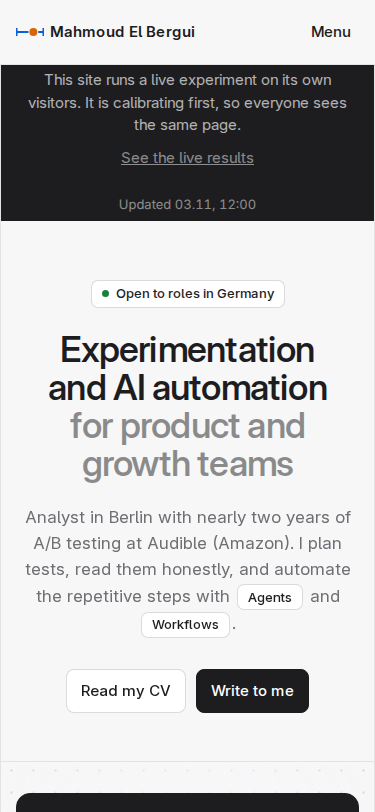 Mahmoud El Bergui
Menu
This site runs a live experiment on its own
visitors. It is calibrating first, so everyone sees
the same page.
See the live results
Updated 03.11, 12:00
Open to roles in Germany
Experimentation
and AI automation
for product and
growth teams
Analyst in Berlin with nearly two years of
A/B testing at Audible (Amazon). I plan
tests, read them honestly, and automate
the repetitive steps with Agents and
Workflows.
Read my CV
Write to me